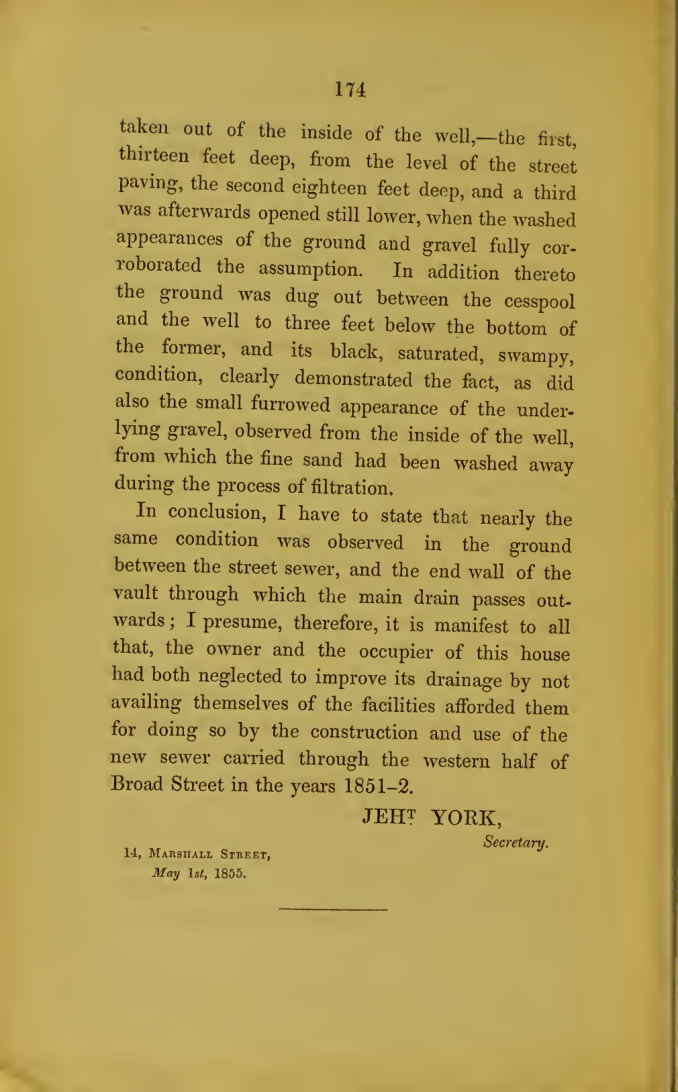 174
taken out of the inside of the well,—the first,
thirteen feet deep, from the level of the street
paving, the second eighteen feet deep, and a third
was afterwards opened still lower, when the washed
appearances of the ground and gravel fully cor-
roborated the assumption. In addition thereto
the ground was dug out between the cesspool
and the well to three feet below the bottom of
the former, and its black, saturated, swampy,
condition, clearly demonstrated the fact, as did
also the small furrowed appearance of the under-
lying gravel, observed from the inside of the well,
from which the fine sand had been washed away
during the process of filtration.
In conclusion, I have to state that nearly the
same condition was observed in the ground
between the street sewer, and the end wall of the
vault through which the main drain passes out-
wards; I presume, therefore, it is manifest to all
that, the owner and the occupier of this house
had both neglected to improve its drainage by not
availing themselves of the facilities afforded them
for doing so by the construction and use of the
new sewer carried through the western half of
Broad Street in the years 1851–2.
JEHT YORK,
Secretary.
14, Marshall Street,
May 1st, 1855.